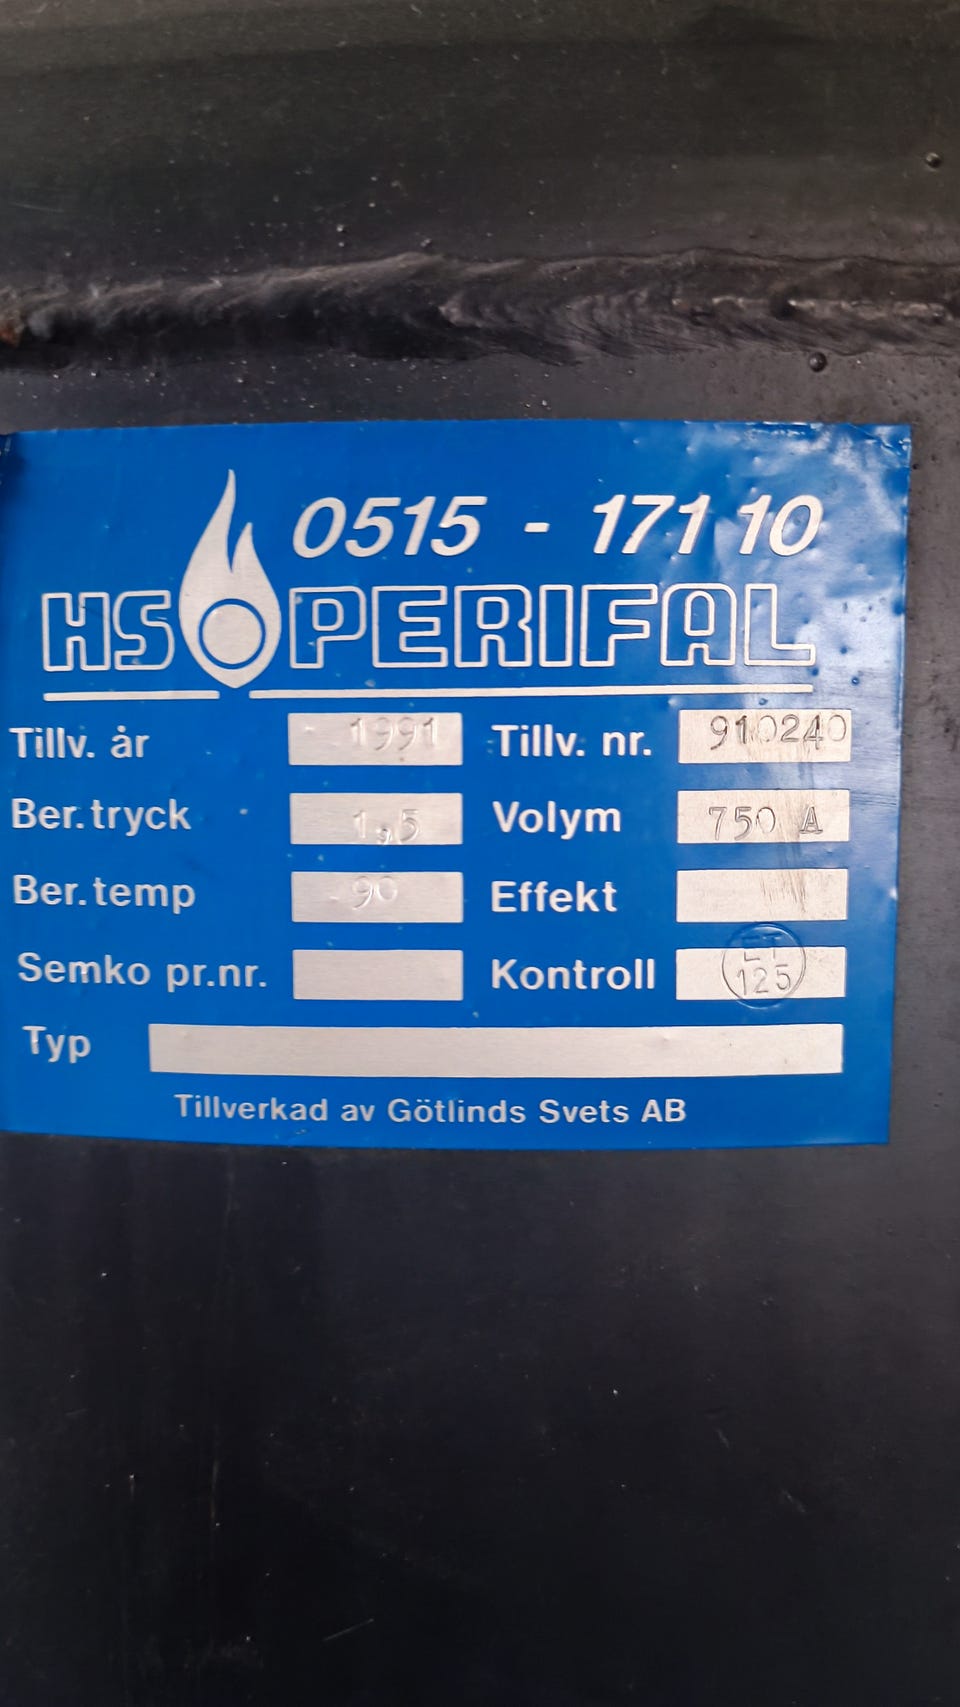 0515 - 171 10
HS PERIFAL
Tillv. år 1991 Tillv. nr. 910240
Ber. tryck 1,5 Volym 750 A
Ber. temp 90 Effekt
Semko pr.nr. Kontroll ET 125
Typ
Tillverkad av Götlinds Svets AB